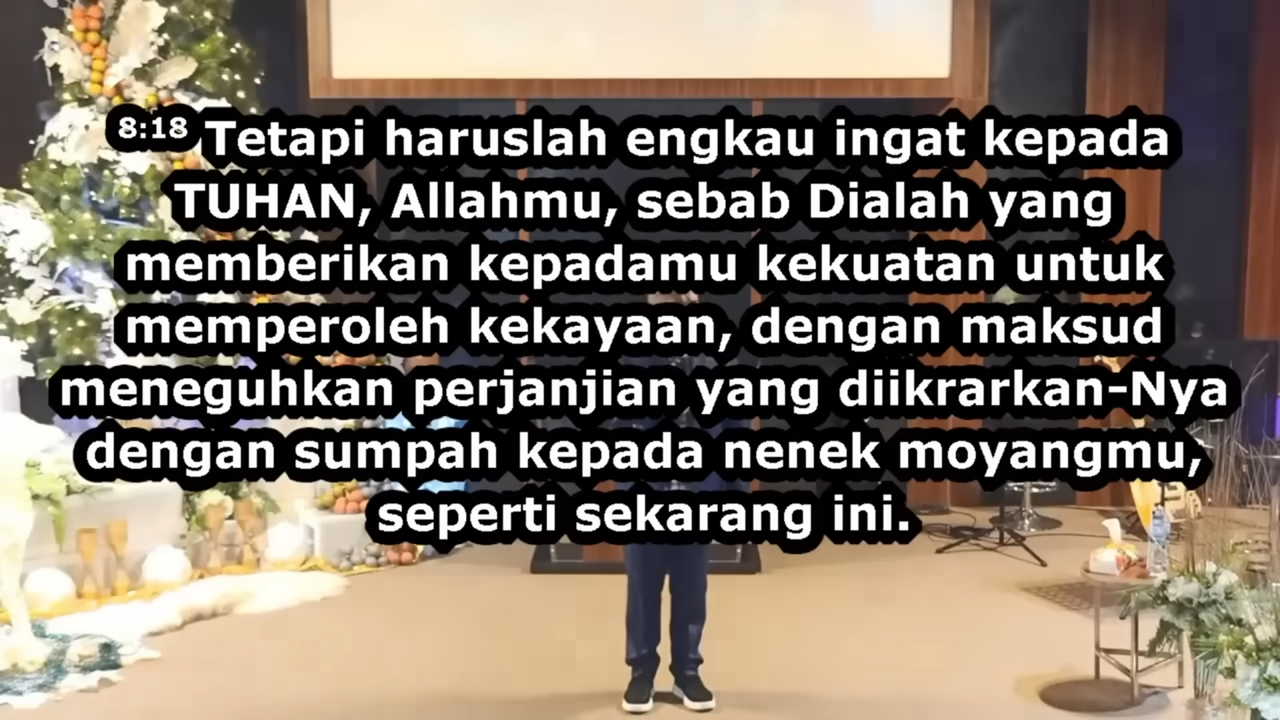 8:18 Tetapi haruslah engkau ingat kepada
TUHAN, Allahmu, sebab Dialah yang
memberikan kepadamu kekuatan untuk
memperoleh kekayaan, dengan maksud
meneguhkan perjanjian yang diikrarkan-Nya
dengan sumpah kepada nenek moyangmu,
seperti sekarang ini.